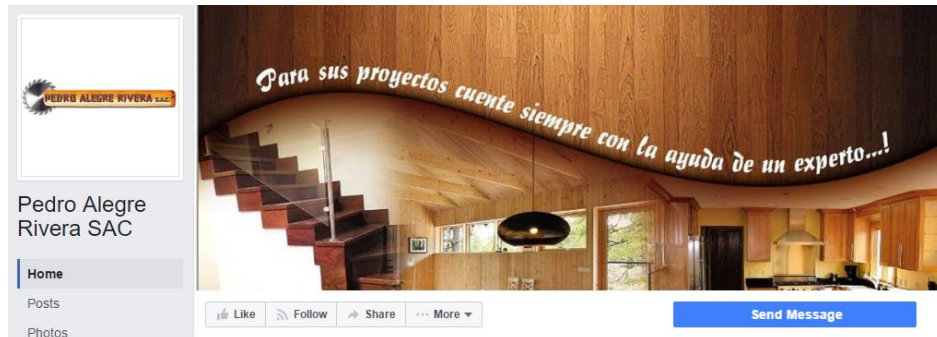 PEDRO ALEGRE RIVERA SAC
Para sus proyectos cuente siempre con la ayuda de un experto...!
Pedro Alegre
Rivera SAC
Home
Posts
Photos
Like
Follow
Share
More
Send Message